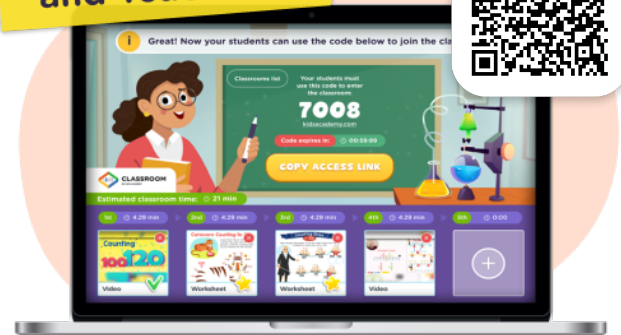 and
Great! Now your students can use the code below to join the cla
Classrooms list
Your students must
use this code to enter
the classroom
7008
kidsacademy.com
Code expires in: 00:59:99
COPY ACCESS LINK
CLASSROOM
Estimated classroom time: 21 min
1st 4:29 min 2nd 4:29 min 3rd 4:29 min 4th 4:29 min 5th 0:00
Counting
100 120
Video Worksheet Worksheet Video